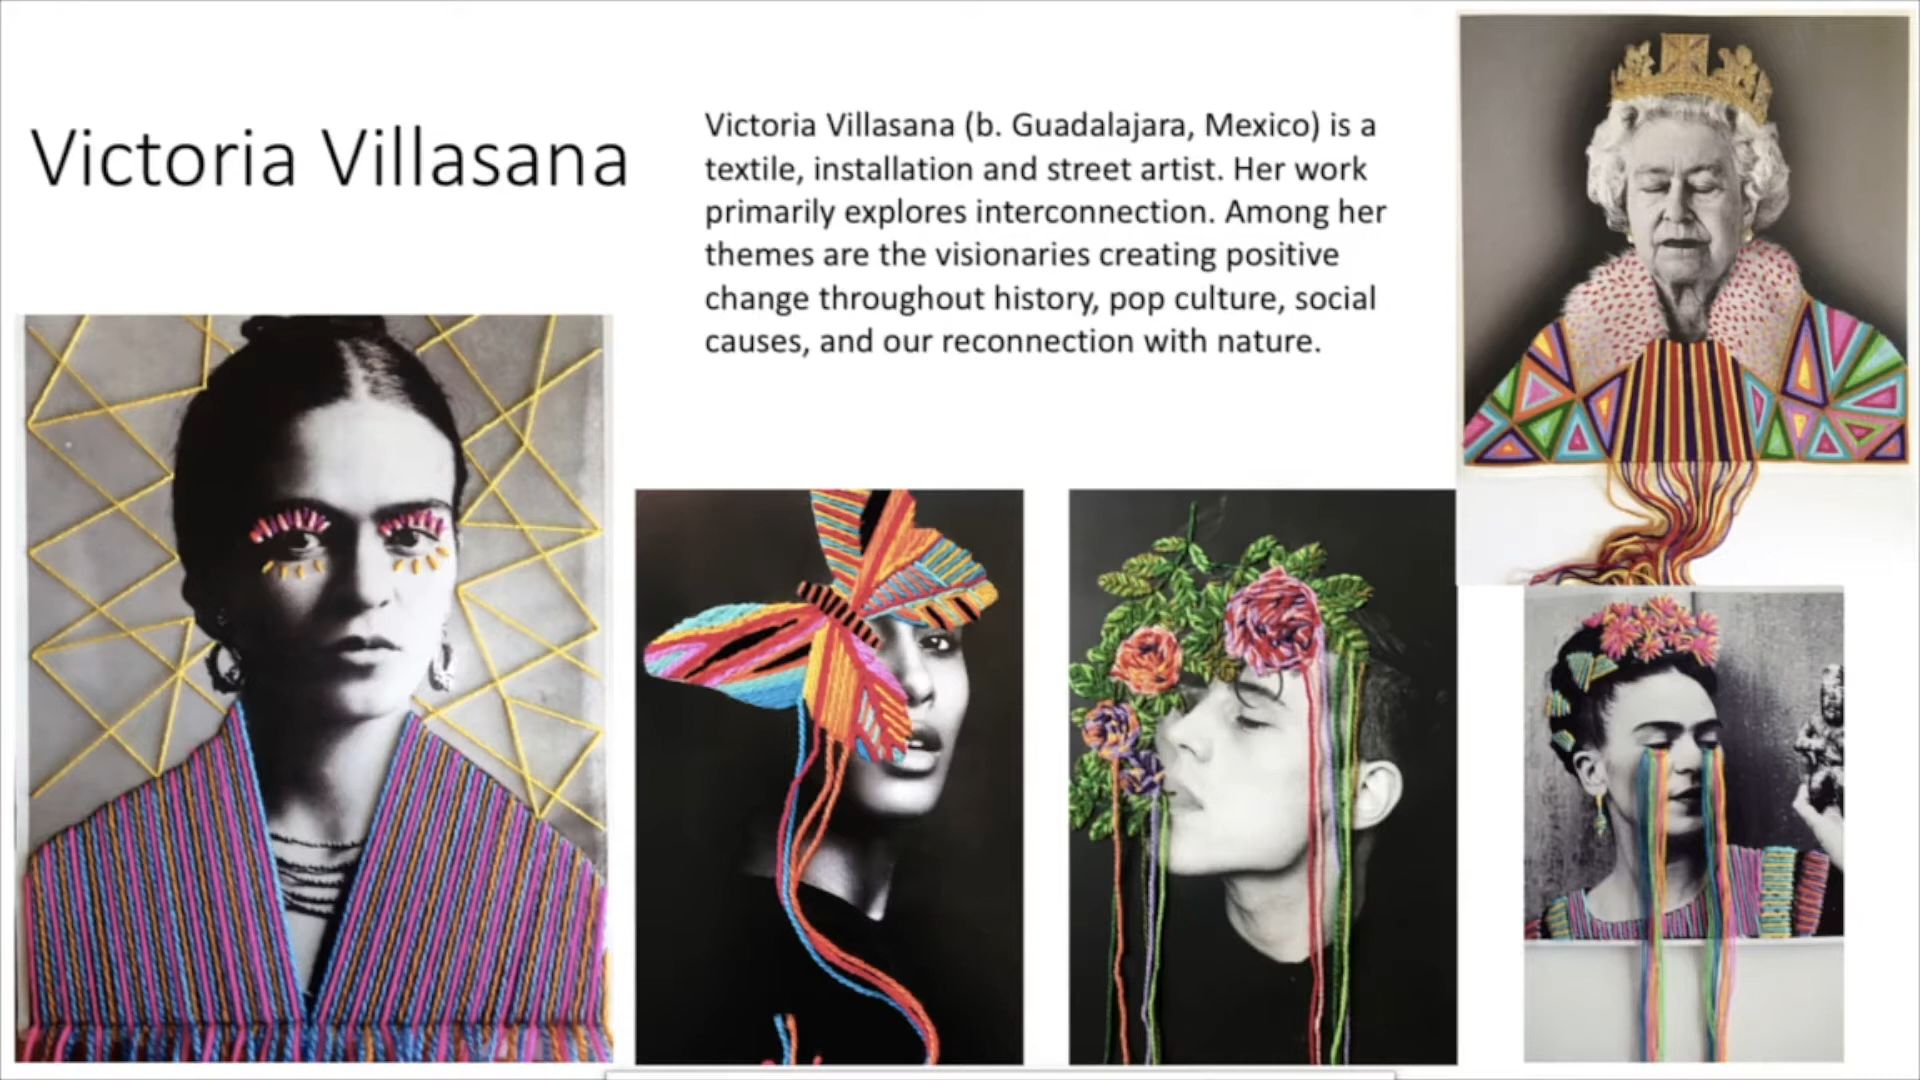 Victoria Villasana
Victoria Villasana (b. Guadalajara, Mexico) is a
textile, installation and street artist. Her work
primarily explores interconnection. Among her
themes are the visionaries creating positive
change throughout history, pop culture, social
causes, and our reconnection with nature.